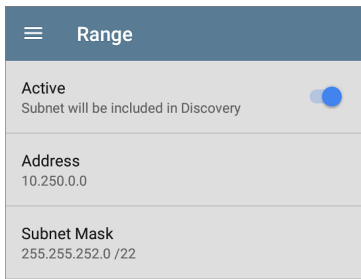 Range
Active
Subnet will be included in Discovery
Address
10.250.0.0
Subnet Mask
255.255.252.0 /22